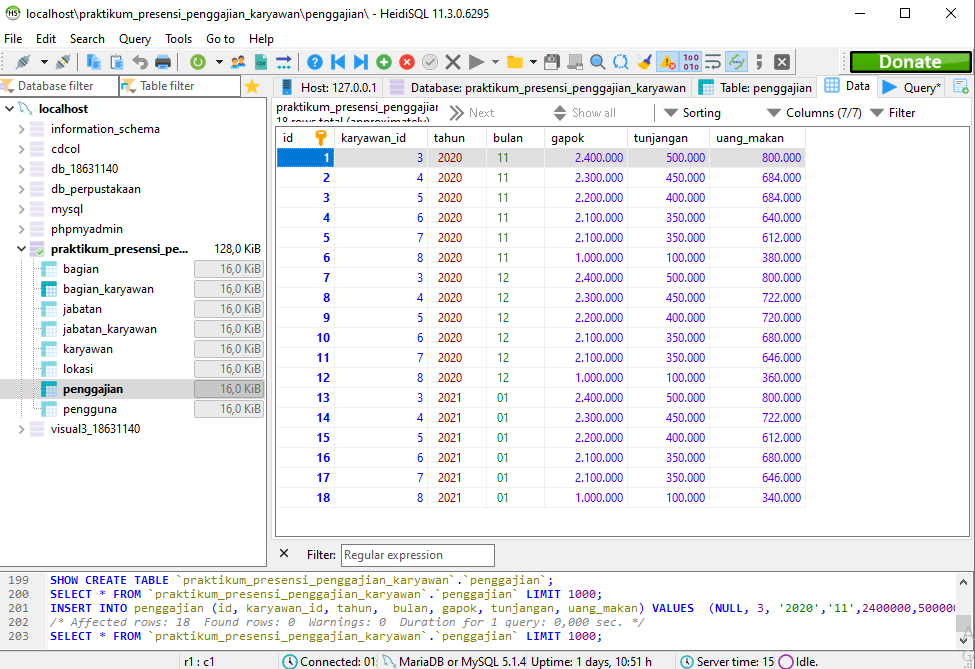 localhost\praktikum_presensi_penggajian_karyawan\penggajian\ - HeidiSQL 11.3.0.6295
File Edit Search Query Tools Go to Help
Donate
Database filter Table filter
Host: 127.0.0.1 Database: praktikum_presensi_penggajian_karyawan Table: penggajian Data Query*
praktikum_presensi_penggajian
18 rows total (approximately)
Next Show all Sorting Columns (7/7) Filter
localhost
information_schema
cdcol
db_18631140
db_perpustakaan
mysql
phpmyadmin
praktikum_presensi_pe... 128,0 KiB
bagian 16,0 KiB
bagian_karyawan 16,0 KiB
jabatan 16,0 KiB
jabatan_karyawan 16,0 KiB
karyawan 16,0 KiB
lokasi 16,0 KiB
penggajian 16,0 KiB
pengguna 16,0 KiB
visual3_18631140
id karyawan_id tahun bulan gapok tunjangan uang_makan
1 3 2020 11 2.400.000 500.000 800.000
2 4 2020 11 2.300.000 450.000 684.000
3 5 2020 11 2.200.000 400.000 684.000
4 6 2020 11 2.100.000 350.000 640.000
5 7 2020 11 2.100.000 350.000 612.000
6 8 2020 11 1.000.000 100.000 380.000
7 3 2020 12 2.400.000 500.000 800.000
8 4 2020 12 2.300.000 450.000 722.000
9 5 2020 12 2.200.000 400.000 720.000
10 6 2020 12 2.100.000 350.000 680.000
11 7 2020 12 2.100.000 350.000 646.000
12 8 2020 12 1.000.000 100.000 360.000
13 3 2021 01 2.400.000 500.000 800.000
14 4 2021 01 2.300.000 450.000 722.000
15 5 2021 01 2.200.000 400.000 612.000
16 6 2021 01 2.100.000 350.000 680.000
17 7 2021 01 2.100.000 350.000 646.000
18 8 2021 01 1.000.000 100.000 340.000
Filter: Regular expression
199 SHOW CREATE TABLE `praktikum_presensi_penggajian_karyawan`.`penggajian`;
200 SELECT * FROM `praktikum_presensi_penggajian_karyawan`.`penggajian` LIMIT 1000;
201 INSERT INTO penggajian (id, karyawan_id, tahun, bulan, gapok, tunjangan, uang_makan) VALUES (NULL, 3, '2020','11',2400000,500000
202 /* Affected rows: 18 Found rows: 0 Warnings: 0 Duration for 1 query: 0,000 sec. */
203 SELECT * FROM `praktikum_presensi_penggajian_karyawan`.`penggajian` LIMIT 1000;
r1 : c1 Connected: 01: MariaDB or MySQL 5.1.4 Uptime: 1 days, 10:51 h Server time: 15 Idle.